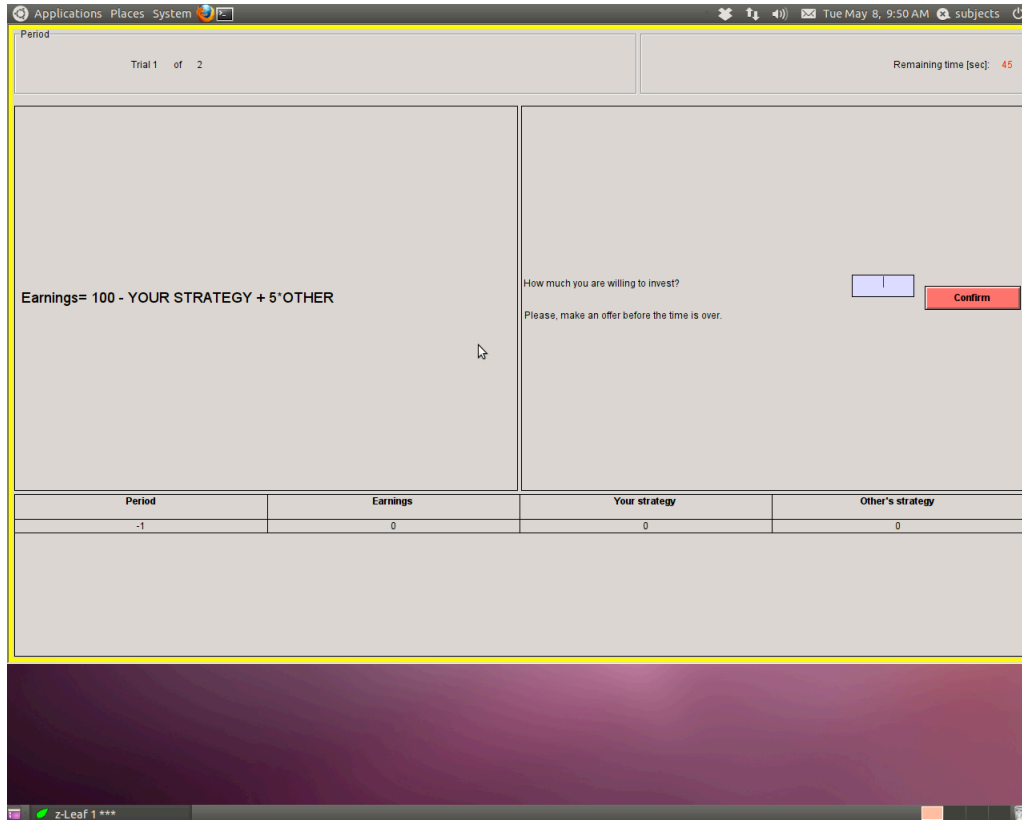 Applications Places System Tue May 8, 9:50 AM subjects
Period
Trial 1 of 2
Remaining time [sec]: 45
Earnings= 100 - YOUR STRATEGY + 5*OTHER
How much you are willing to invest?
Confirm
Please, make an offer before the time is over.
Period Earnings Your strategy Other's strategy
-1 0 0 0
z-Leaf 1 ***